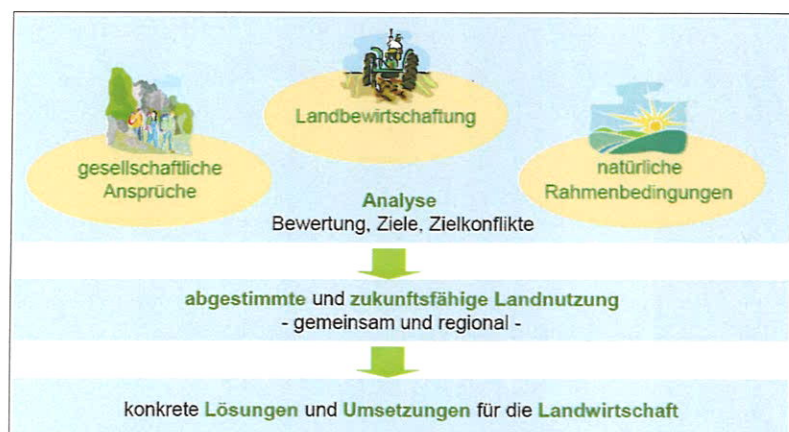 Landbewirtschaftung
gesellschaftliche
Ansprüche
natürliche
Rahmenbedingungen
Analyse
Bewertung, Ziele, Zielkonflikte
abgestimmte und zukunftsfähige Landnutzung
- gemeinsam und regional -
konkrete Lösungen und Umsetzungen für die Landwirtschaft